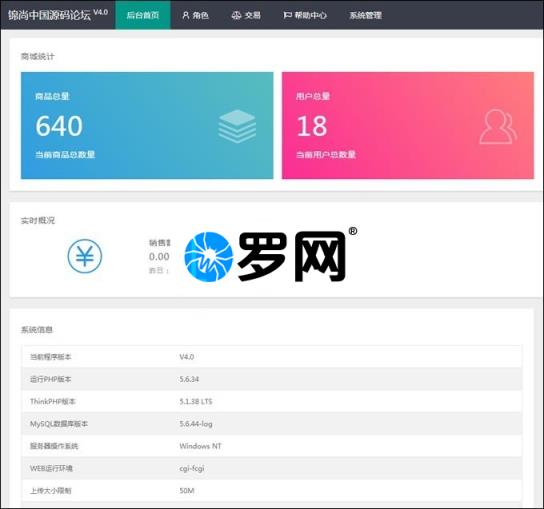 锦尚中国源码论坛 V4.0 后台首页 角色 交易 帮助中心 系统管理
商城统计
商品总量
640
当前商品总数量
用户总量
18
当前用户总数量
实时概况
¥
销售
0.00
昨日：
罗网®
系统信息
当前程序版本 V4.0
运行PHP版本 5.6.34
ThinkPHP版本 5.1.38 LTS
MySQL数据库版本 5.6.44-log
服务器操作系统 Windows NT
WEB运行环境 cgi-fcgi
上传大小限制 50M